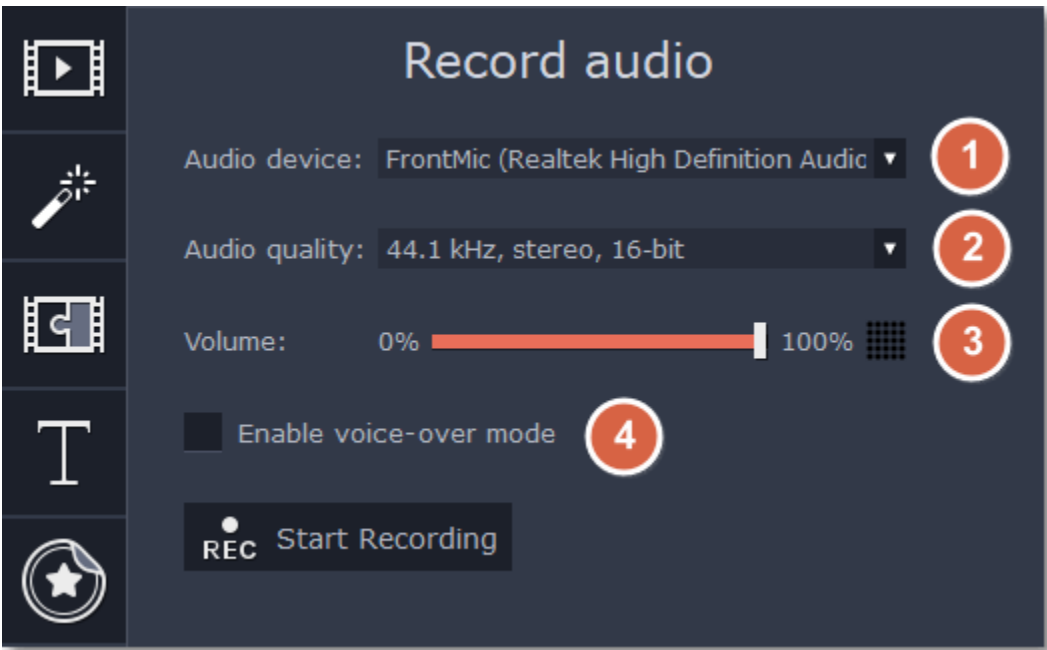 Record audio
Audio device: FrontMic (Realtek High Definition Audio 1
Audio quality: 44.1 kHz, stereo, 16-bit 2
Volume: 0% 100% 3
Enable voice-over mode 4
REC Start Recording